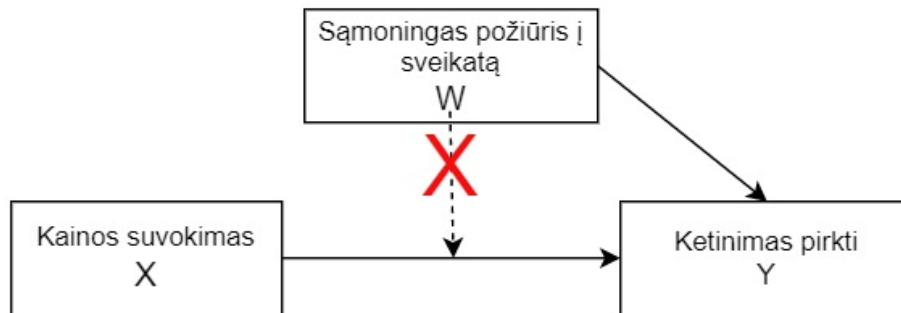 Sąmoningas požiūris į
sveikatą
W
X
Kainos suvokimas
X
Ketinimas pirkti
Y